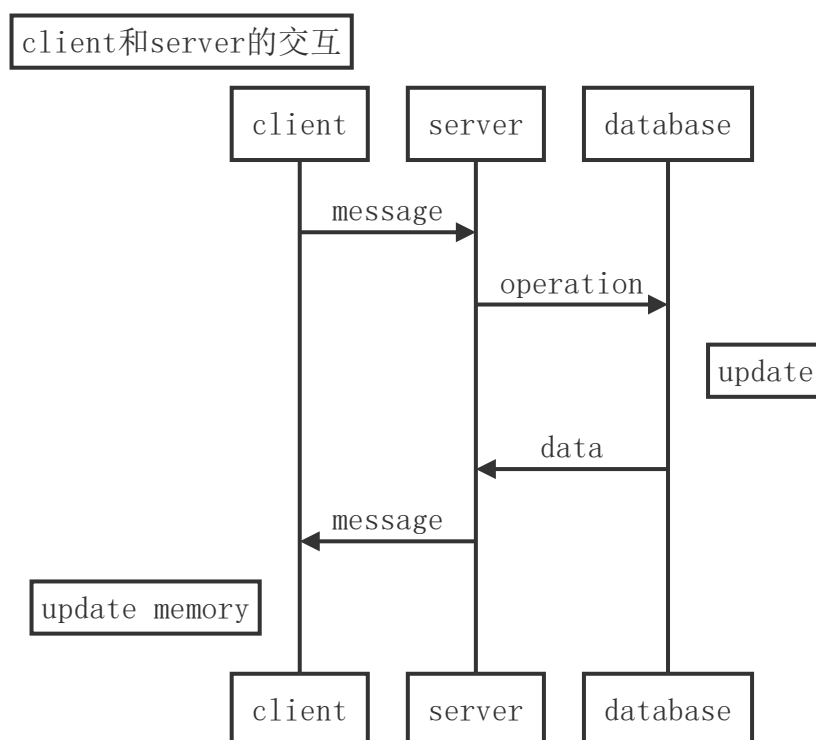 client和server的交互
client
server
database
message
operation
update
data
message
update memory
client
server
database